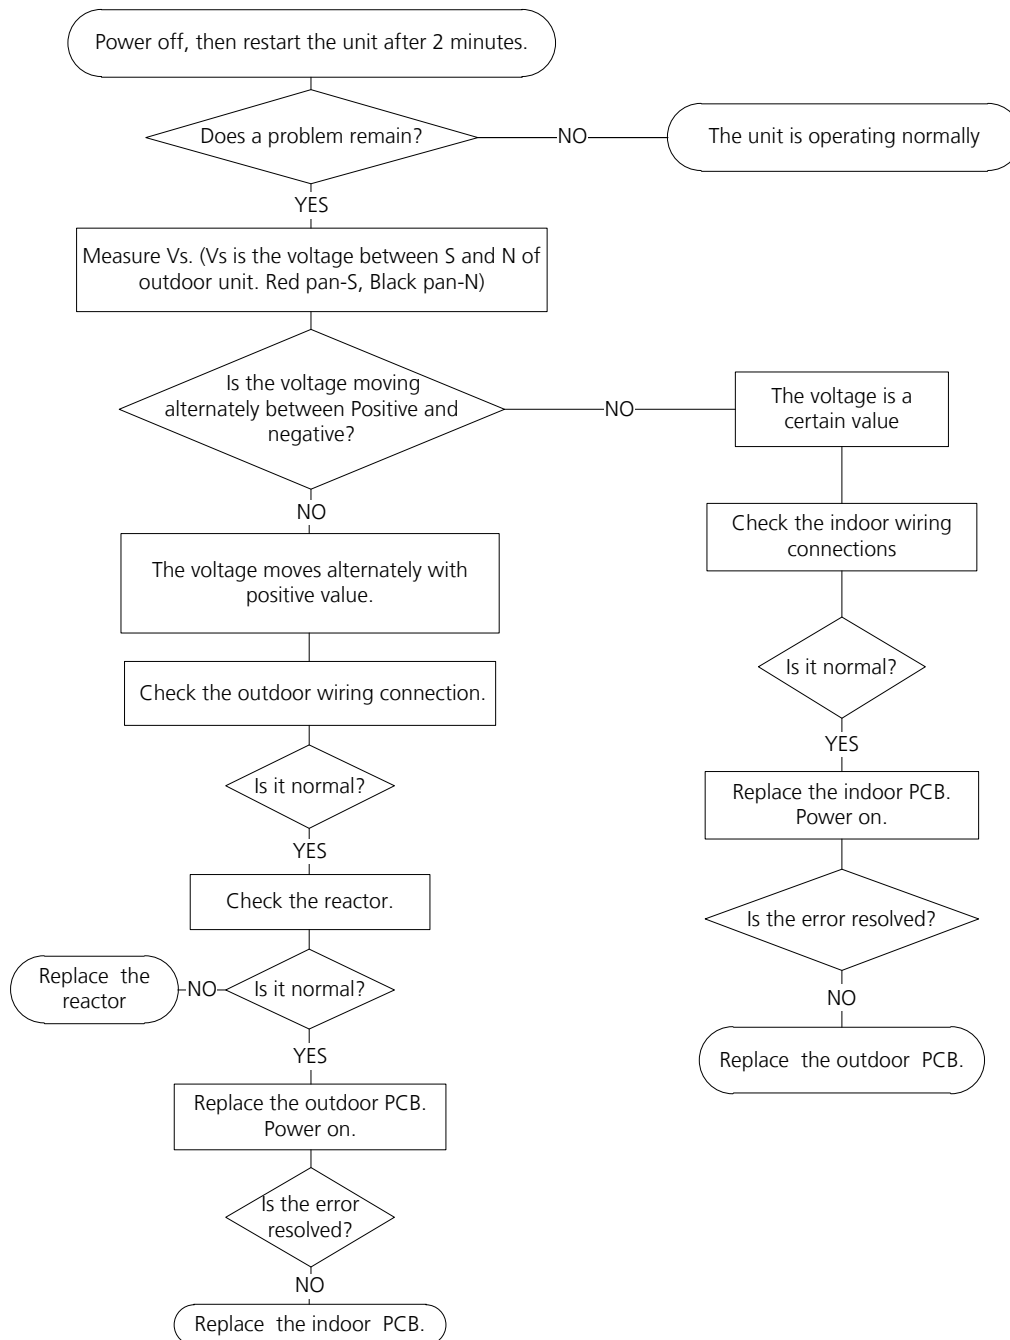 Power off, then restart the unit after 2 minutes.
Does a problem remain?
NO
The unit is operating normally
YES
Measure Vs. (Vs is the voltage between S and N of
outdoor unit. Red pan-S, Black pan-N)
Is the voltage moving
alternately between Positive and
negative?
NO
The voltage is a
certain value
NO
The voltage moves alternately with
positive value.
Check the outdoor wiring connection.
Is it normal?
YES
Check the reactor.
Is it normal?
NO
Replace the
reactor
YES
Replace the outdoor PCB.
Power on.
Is the error
resolved?
NO
Replace the indoor PCB.
Check the indoor wiring
connections
Is it normal?
YES
Replace the indoor PCB.
Power on.
Is the error resolved?
NO
Replace the outdoor PCB.